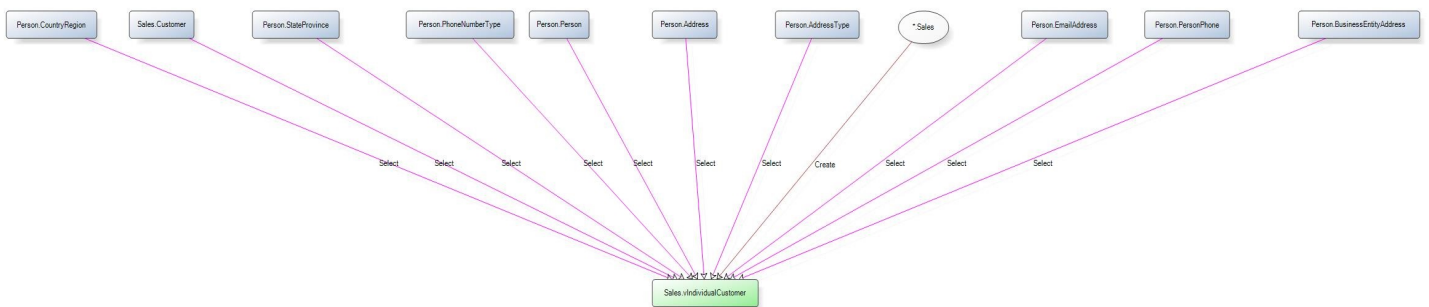 Person.CountryRegion
Sales.Customer
Person.StateProvince
Person.PhoneNumberType
Person.Person
Person.Address
Person.AddressType
*.Sales
Person.EmailAddress
Person.PersonPhone
Person.BusinessEntityAddress
Select
Select
Select
Select
Select
Select
Select
Create
Select
Select
Select
Sales.vIndividualCustomer